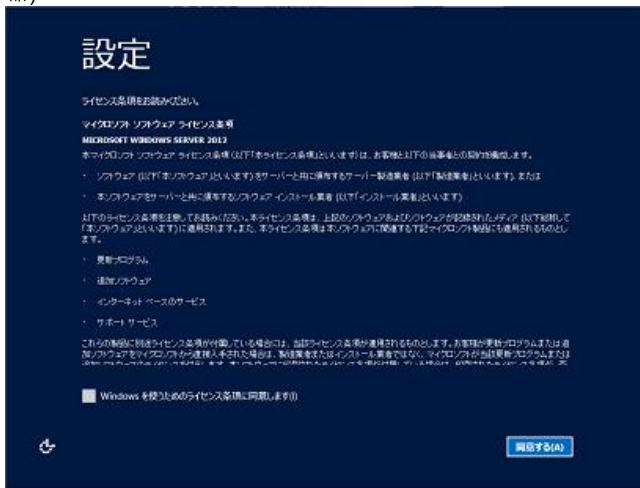 設定
ライセンス条項をお読みください。
マイクロソフト ソフトウェア ライセンス条項
MICROSOFT WINDOWS SERVER 2012
本マイクロソフト ソフトウェア ライセンス条項 (以下「本ライセンス条項」といいます) は、お客様と以下の当事者との契約を構成します。
· ソフトウェア (以下「本ソフトウェア」といいます) をサーバーと共に頒布するサーバー製造業者 (以下「製造業者」といいます)、または
· 本ソフトウェアをサーバーと共に頒布するソフトウェア インストール業者 (以下「インストール業者」といいます)
以下のライセンス条項を注意してお読みください。本ライセンス条項は、上記のソフトウェアおよびソフトウェアが記録されたメディア (以下総称して
「本ソフトウェア」といいます) に適用されます。また、本ライセンス条項は本ソフトウェアに関連する下記マイクロソフト製品にも適用されるものとし
ます。
· 更新プログラム
· 追加ソフトウェア
· インターネット ベースのサービス
· サポート サービス
これらの製品に別途ライセンス条項が付属している場合には、当該ライセンス条項が適用されるものとします。お客様が更新プログラムまたは追
加ソフトウェアをマイクロソフトから直接入手された場合は、製造業者またはインストール業者ではなく、マイクロソフトが当該更新プログラムまたは
Windows を使うためのライセンス条項に同意します(I)
同意する(A)